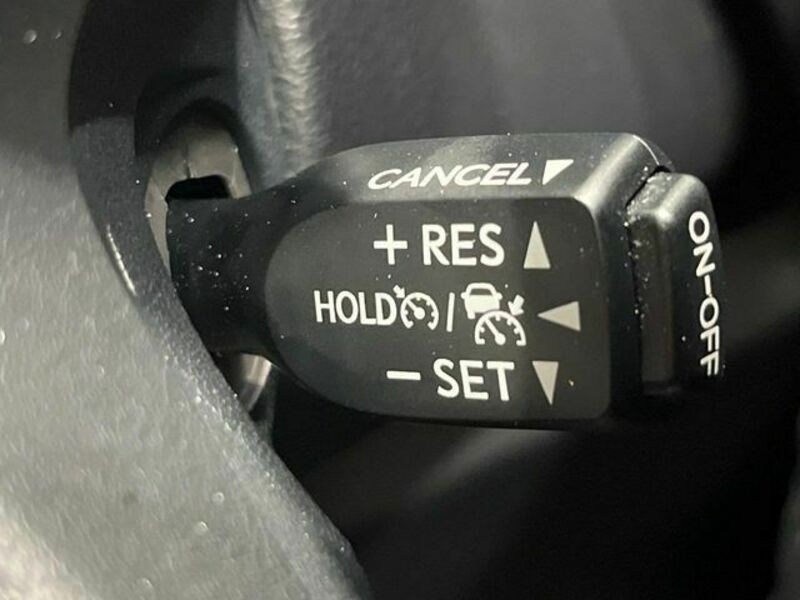 CANCEL
+ RES
HOLD /
- SET
ON-OFF